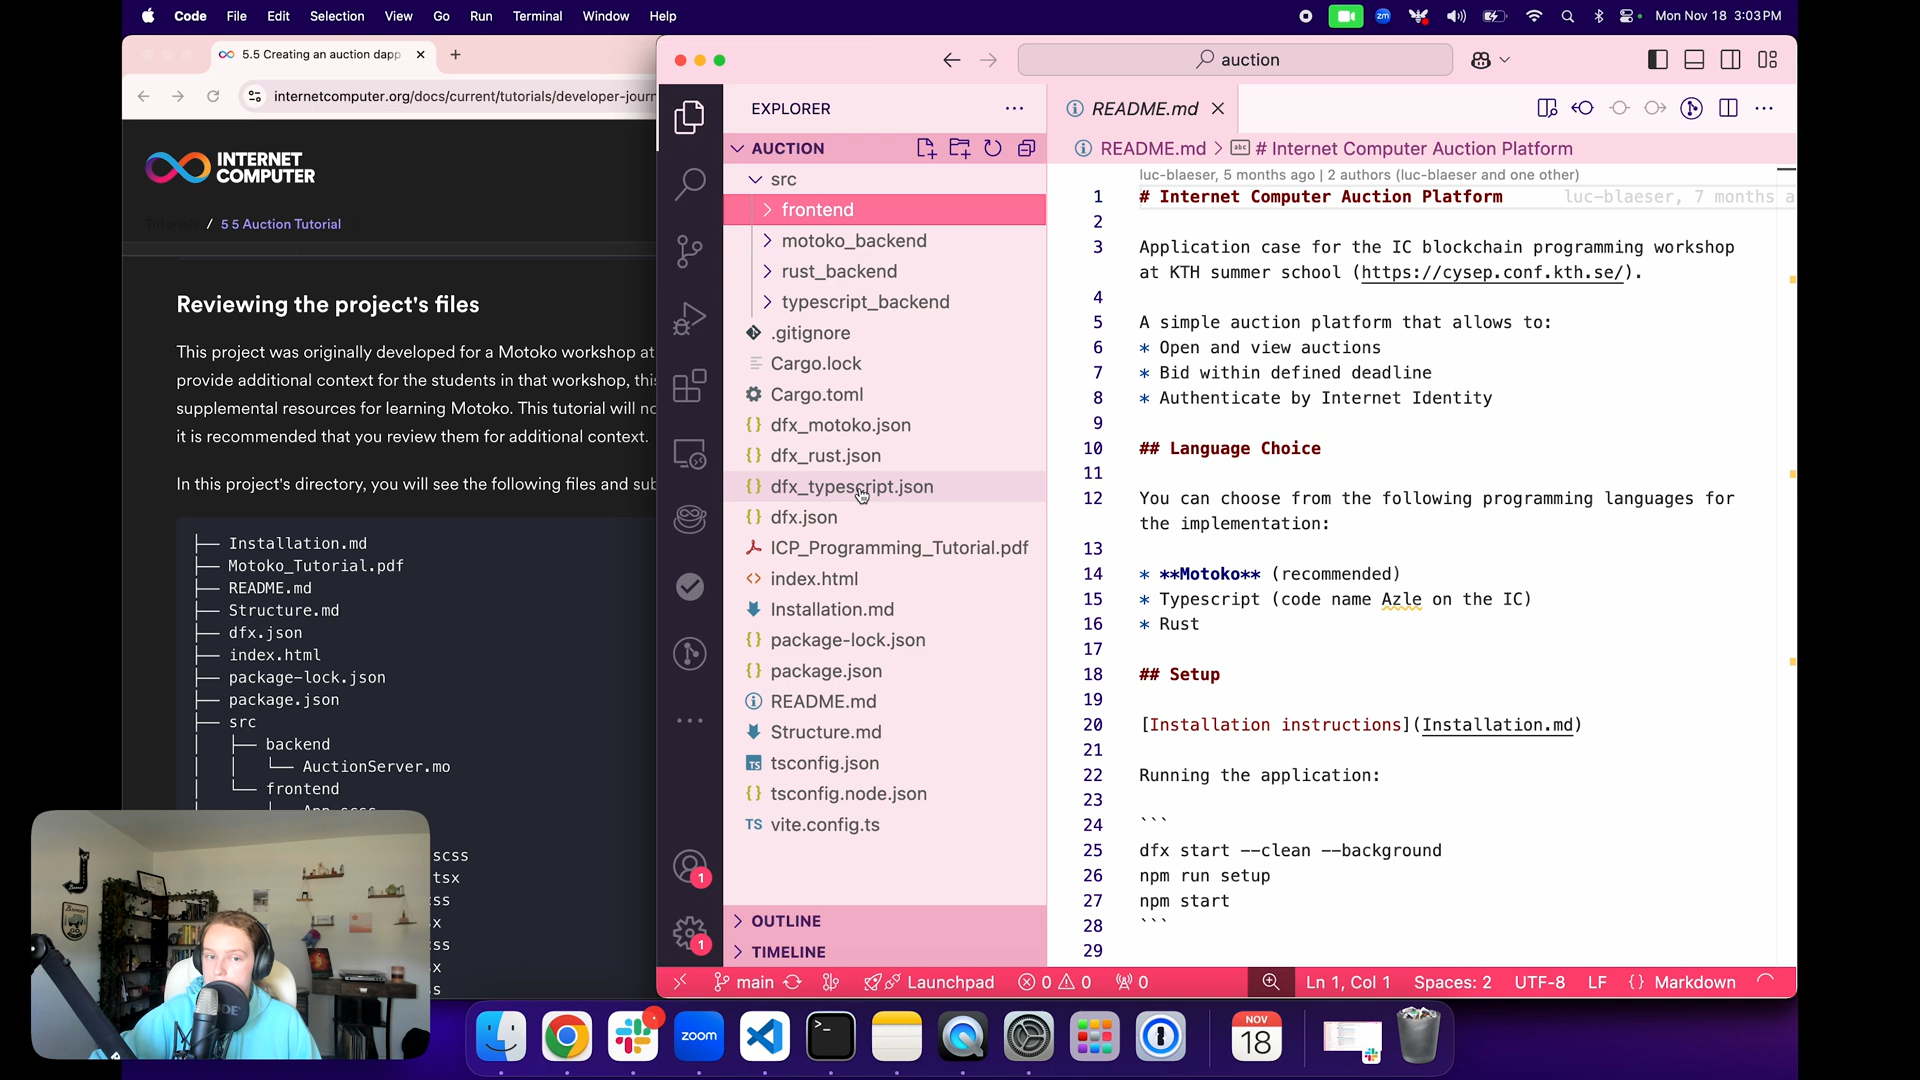 Code File Edit Selection View Go Run Terminal Window Help
zm
Mon Nov 18 3:03 PM
5.5 Creating an auction dapp
internetcomputer.org/docs/current/tutorials/developer-journ
INTERNET
COMPUTER
Tutorials / 5 5 Auction Tutorial
Reviewing the project's files
This project was originally developed for a Motoko workshop at
provide additional context for the students in that workshop, this
supplemental resources for learning Motoko. This tutorial will no
it is recommended that you review them for additional context.
In this project's directory, you will see the following files and sub
Installation.md
Motoko_Tutorial.pdf
README.md
Structure.md
dfx.json
index.html
package-lock.json
package.json
src
backend
AuctionServer.mo
frontend
App.scss
scss
tsx
ss
x
ss
x
s
auction
EXPLORER
AUCTION
src
frontend
motoko_backend
rust_backend
typescript_backend
.gitignore
Cargo.lock
Cargo.toml
dfx_motoko.json
dfx_rust.json
dfx_typescript.json
dfx.json
ICP_Programming_Tutorial.pdf
index.html
Installation.md
package-lock.json
package.json
README.md
Structure.md
tsconfig.json
tsconfig.node.json
TS vite.config.ts
OUTLINE
TIMELINE
1
1
README.md
README.md > # Internet Computer Auction Platform
luc-blaeser, 5 months ago | 2 authors (luc-blaeser and one other)
1 # Internet Computer Auction Platform luc-blaeser, 7 months a
2
3 Application case for the IC blockchain programming workshop
at KTH summer school (https://cysep.conf.kth.se/).
4
5 A simple auction platform that allows to:
6 * Open and view auctions
7 * Bid within defined deadline
8 * Authenticate by Internet Identity
9
10 ## Language Choice
11
12 You can choose from the following programming languages for
the implementation:
13
14 * **Motoko** (recommended)
15 * Typescript (code name Azle on the IC)
16 * Rust
17
18 ## Setup
19
20 [Installation instructions](Installation.md)
21
22 Running the application:
23
24 ```
25 dfx start --clean --background
26 npm run setup
27 npm start
28 ```
29
main Launchpad 0 0 0 Ln 1, Col 1 Spaces: 2 UTF-8 LF {} Markdown
zoom
NOV
18